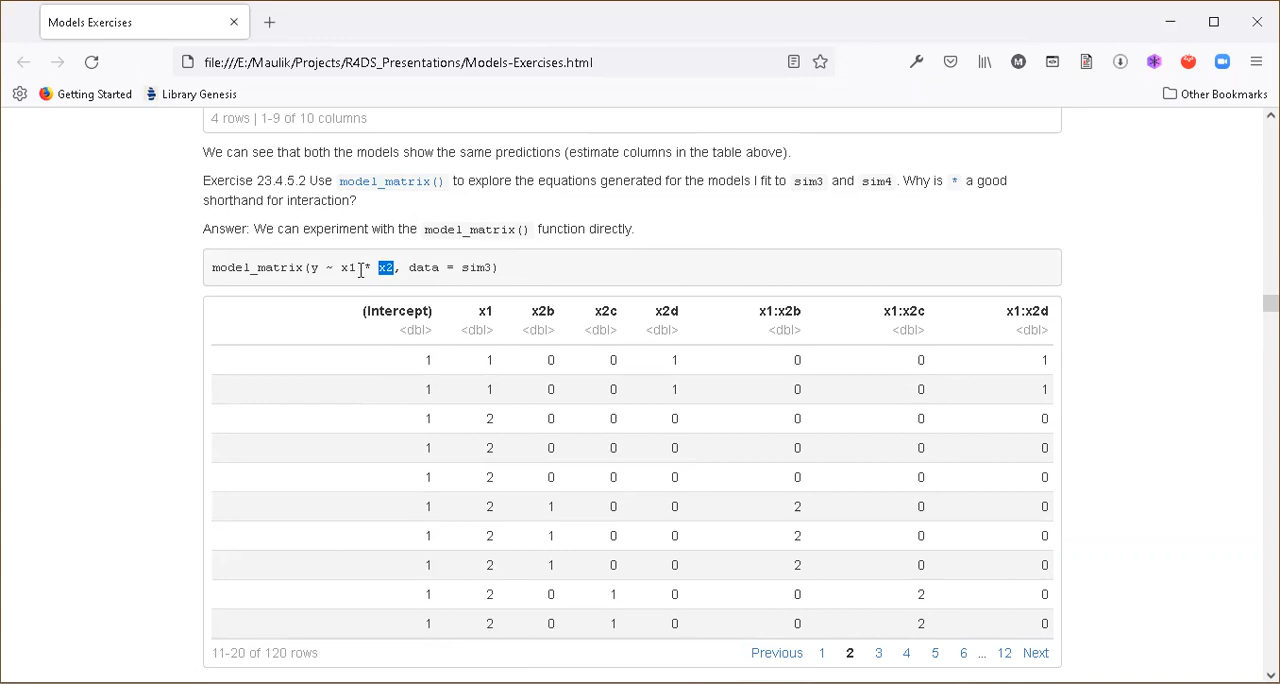 Models Exercises
file:///E:/Maulik/Projects/R4DS_Presentations/Models-Exercises.html
Getting Started Library Genesis Other Bookmarks
4 rows | 1-9 of 10 columns
We can see that both the models show the same predictions (estimate columns in the table above).
Exercise 23.4.5.2 Use model_matrix() to explore the equations generated for the models I fit to sim3 and sim4 . Why is * a good
shorthand for interaction?
Answer: We can experiment with the model_matrix() function directly.
model_matrix(y ~ x1 * x2, data = sim3)
(Intercept) x1 x2b x2c x2d x1:x2b x1:x2c x1:x2d
<dbl> <dbl> <dbl> <dbl> <dbl> <dbl> <dbl> <dbl>
1 1 0 0 1 0 0 1
1 1 0 0 1 0 0 1
1 2 0 0 0 0 0 0
1 2 0 0 0 0 0 0
1 2 0 0 0 0 0 0
1 2 1 0 0 2 0 0
1 2 1 0 0 2 0 0
1 2 1 0 0 2 0 0
1 2 0 1 0 0 2 0
1 2 0 1 0 0 2 0
11-20 of 120 rows Previous 1 2 3 4 5 6 ... 12 Next